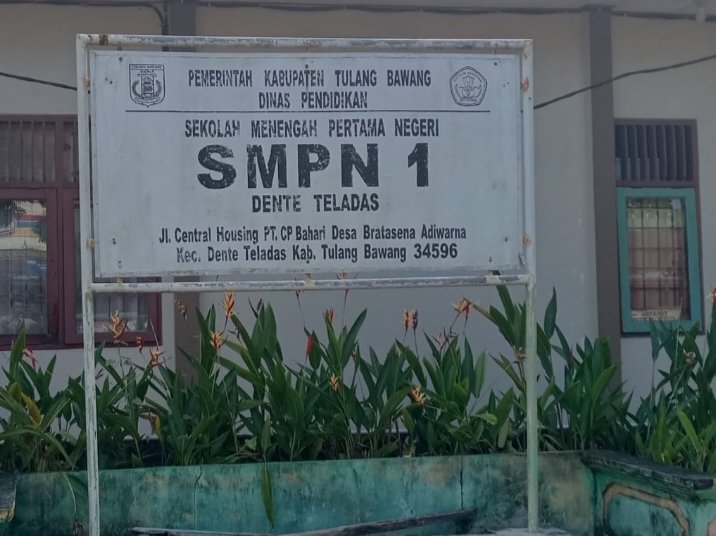 PEMERINTAH KABUPATEN TULANG BAWANG
DINAS PENDIDIKAN
SEKOLAH MENENGAH PERTAMA NEGERI
SMPN 1
DENTE TELADAS
Jl. Central Housing PT. CP Bahari Desa Bratasena Adiwarna
Kec. Dente Teladas Kab. Tulang Bawang 34596